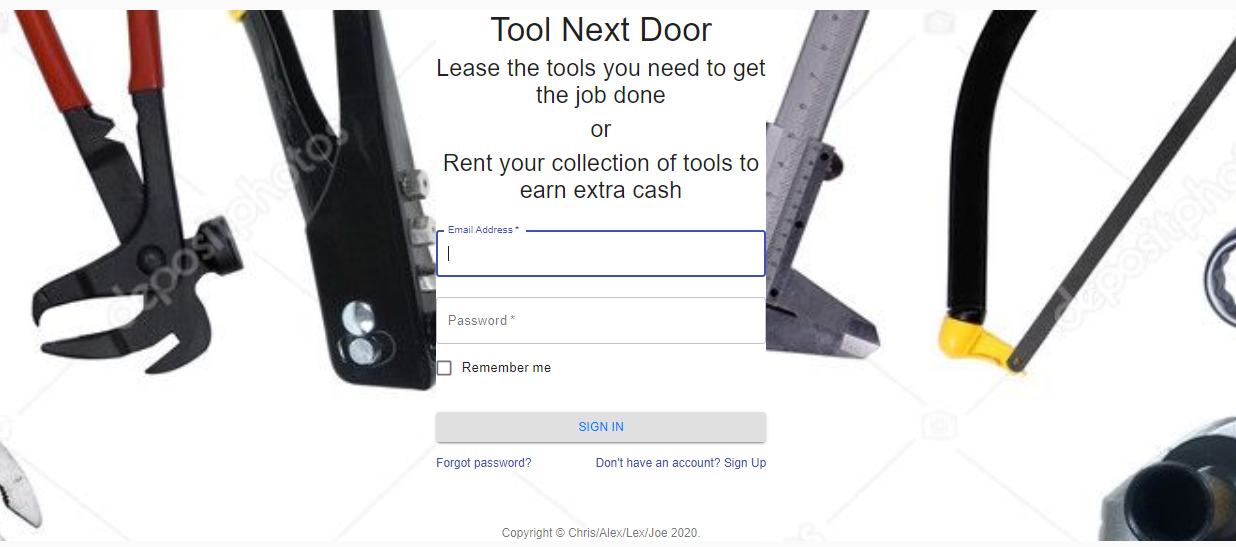 Tool Next Door
Lease the tools you need to get
the job done
or
Rent your collection of tools to
earn extra cash
Email Address *
Password *
Remember me
SIGN IN
Forgot password?
Don't have an account? Sign Up
Copyright © Chris/Alex/Lex/Joe 2020.
depositphotos
depositphotos